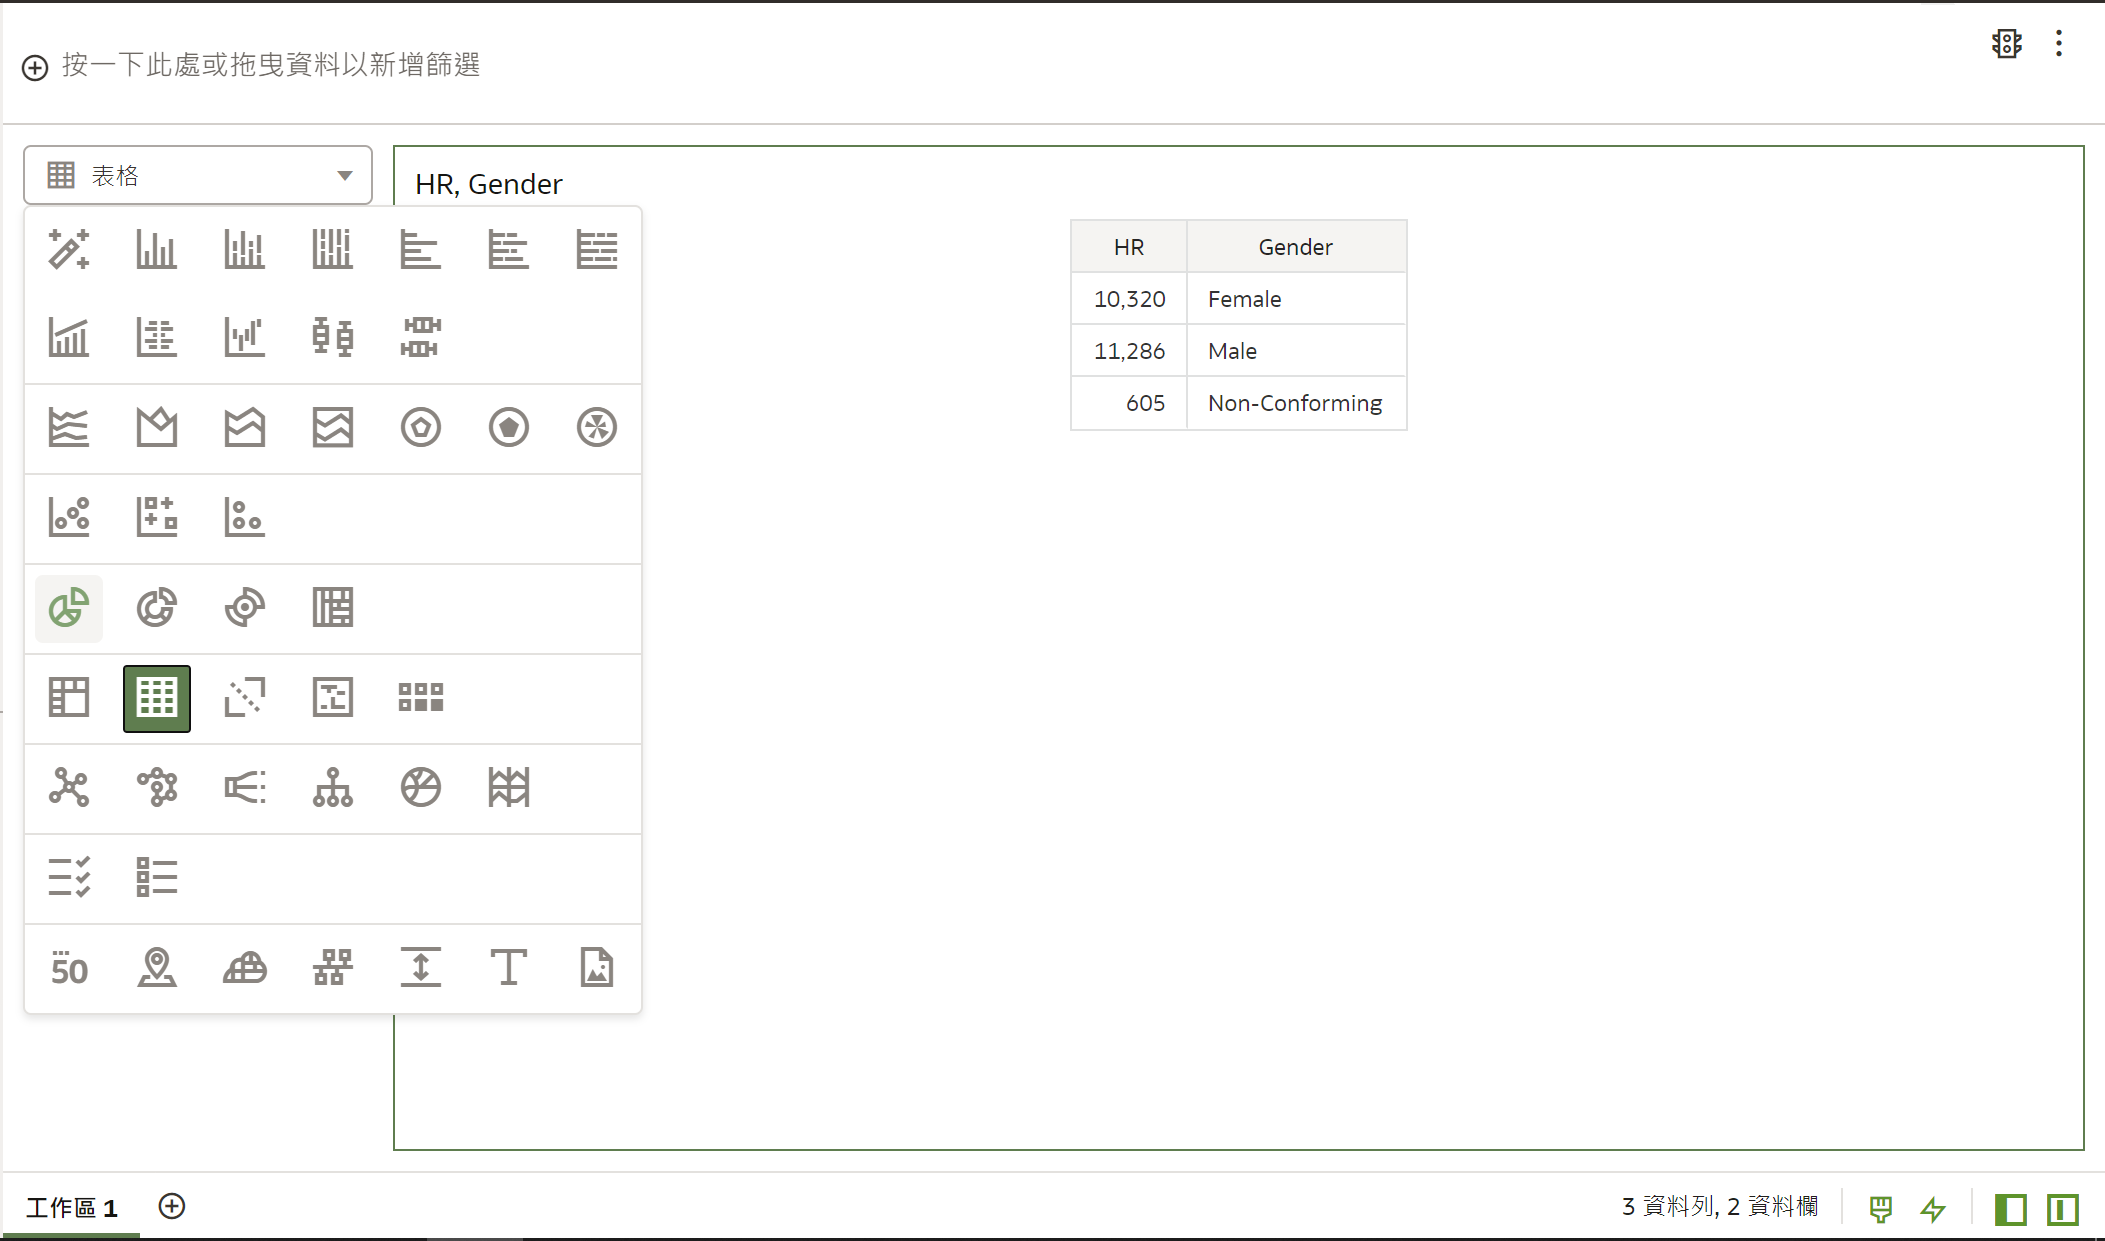 按一下此處或拖曳資料以新增篩選
表格
HR, Gender
HR Gender
10,320 Female
11,286 Male
605 Non-Conforming
50
工作區 1
3 資料列, 2 資料欄